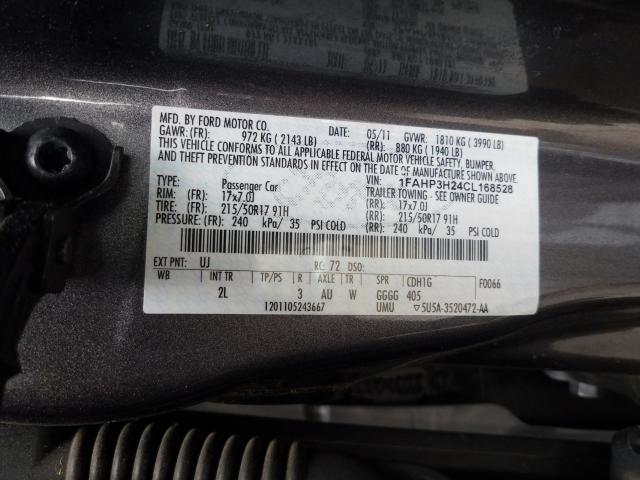 MFD. BY FORD MOTOR CO. DATE: 05/11 GVWR: 1810 KG ( 3990 LB)
GAWR: (FR): 972 KG ( 2143 LB) (RR): 880 KG ( 1940 LB)
THIS VEHICLE CONFORMS TO ALL APPLICABLE FEDERAL MOTOR VEHICLE SAFETY, BUMPER,
AND THEFT PREVENTION STANDARDS IN EFFECT ON THE DATE OF MANUFACTURE SHOWN ABOVE.
VEH. TYPE: Passenger Car VIN: 1FAHP3H24CL168528
TRAILER TOWING - SEE OWNER GUIDE
RIM: (FR): 17x7.0J (RR): 17x7.0J
TIRE: (FR): 215/50R17 91H (RR): 215/50R17 91H
PRESSURE: (FR): 240 kPa/ 35 PSI COLD (RR): 240 kPa/ 35 PSI COLD
EXT PNT: UJ RC: 72 DSO:
WB INT TR TP/PS R AXLE TR SPR CDH1G F0066
2L 3 AU W GGGG 405
1201105243667 UMU ▽5U5A-3520472-AA